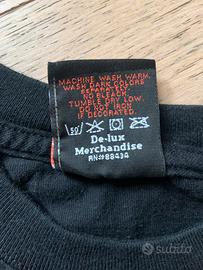 MACHINE WASH WARM.
WASH DARK COLORS
SEPARATELY.
NO BLEACH.
TUMBLE DRY LOW.
DO NOT IRON
IF DECORATED.
50
De-lux
Merchandise
RN#88434
subito